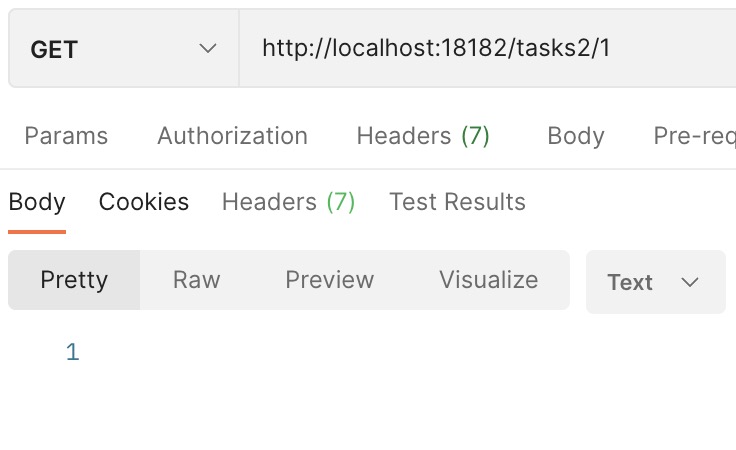 GET http://localhost:18182/tasks2/1
Params Authorization Headers (7) Body Pre-req
Body Cookies Headers (7) Test Results
Pretty Raw Preview Visualize Text
1